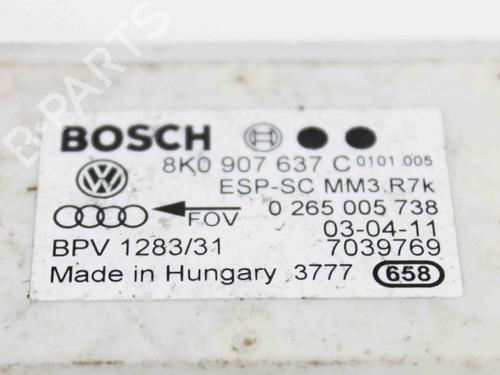 BOSCH
8K0 907 637 C 0101.005
ESP-SC MM3.R7k
FOV 0 265 005 738
03-04-11
BPV 1283/31 7039769
Made in Hungary 3777 658
B-PARTS